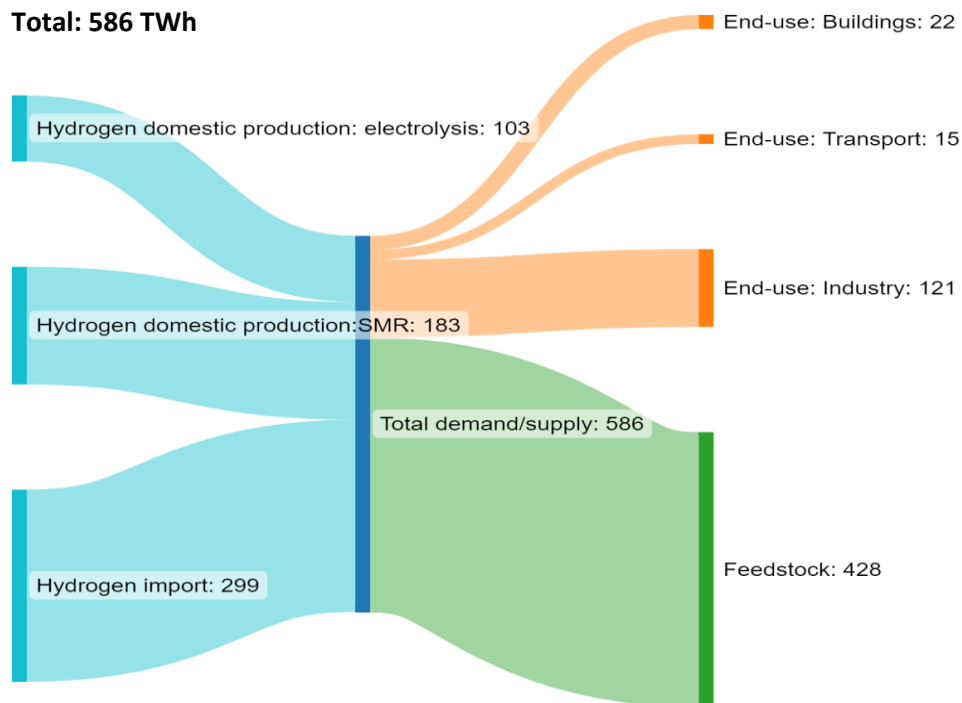 Total: 586 TWh
End-use: Buildings: 22
Hydrogen domestic production: electrolysis: 103
End-use: Transport: 15
End-use: Industry: 121
Hydrogen domestic production:SMR: 183
Total demand/supply: 586
Feedstock: 428
Hydrogen import: 299